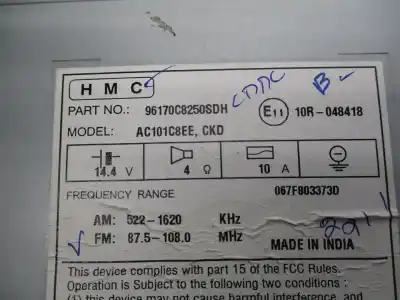 HMC
PART NO.: 96170C8250SDH
E11 10R-048418
B
MODEL: AC101C8EE, CKD
14.4 V
4 Ω
10 A
FREQUENCY RANGE
067F803373D
AM: 522-1620 KHz
FM: 87.5-108.0 MHz
MADE IN INDIA
This device complies with part 15 of the FCC Rules.
Operation is Subject to the following two conditions :
(1) this device may not cause harmful interference, and